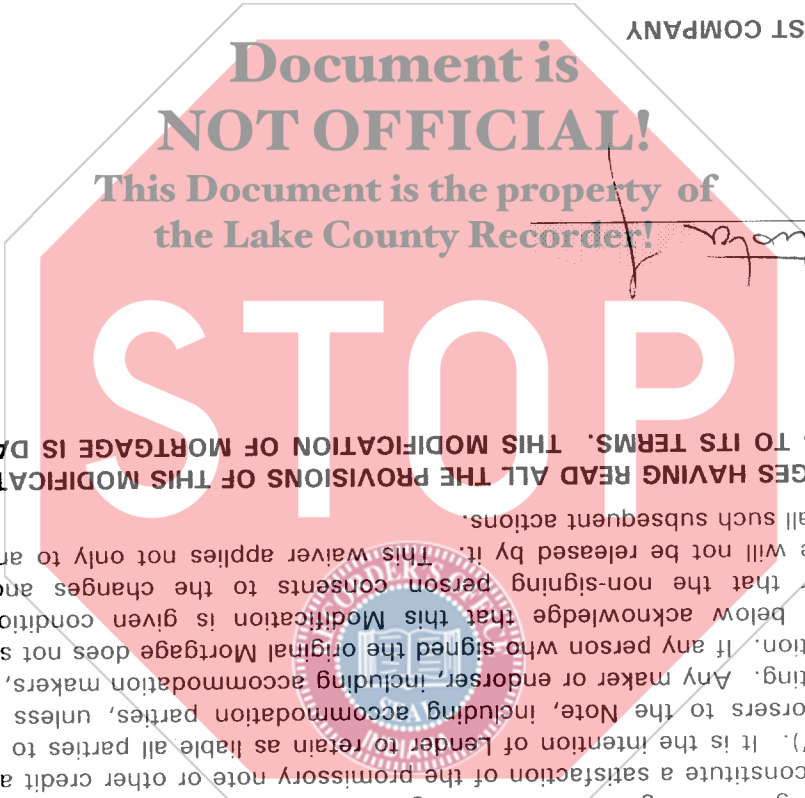 Document is
NOT OFFICIAL!
This Document is the property of
the Lake County Recorder!
STOP
constitute a satisfaction of the promissory note or other credit
It is the intention of Lender to retain as liable all parties to
orsers to the Note, including accommodation parties, unless
ting. Any maker or endorser, including accommodation makers,
tion. If any person who signed the original Mortgage does not s
below acknowledge that this Modification is given condition
that the non-signing person consents to the changes and
will not be released by it. This waiver applies not only to an
all such subsequent actions.
GES HAVING READ ALL THE PROVISIONS OF THIS MODIFICAT
TO ITS TERMS. THIS MODIFICATION OF MORTGAGE IS DA
ST COMPANY